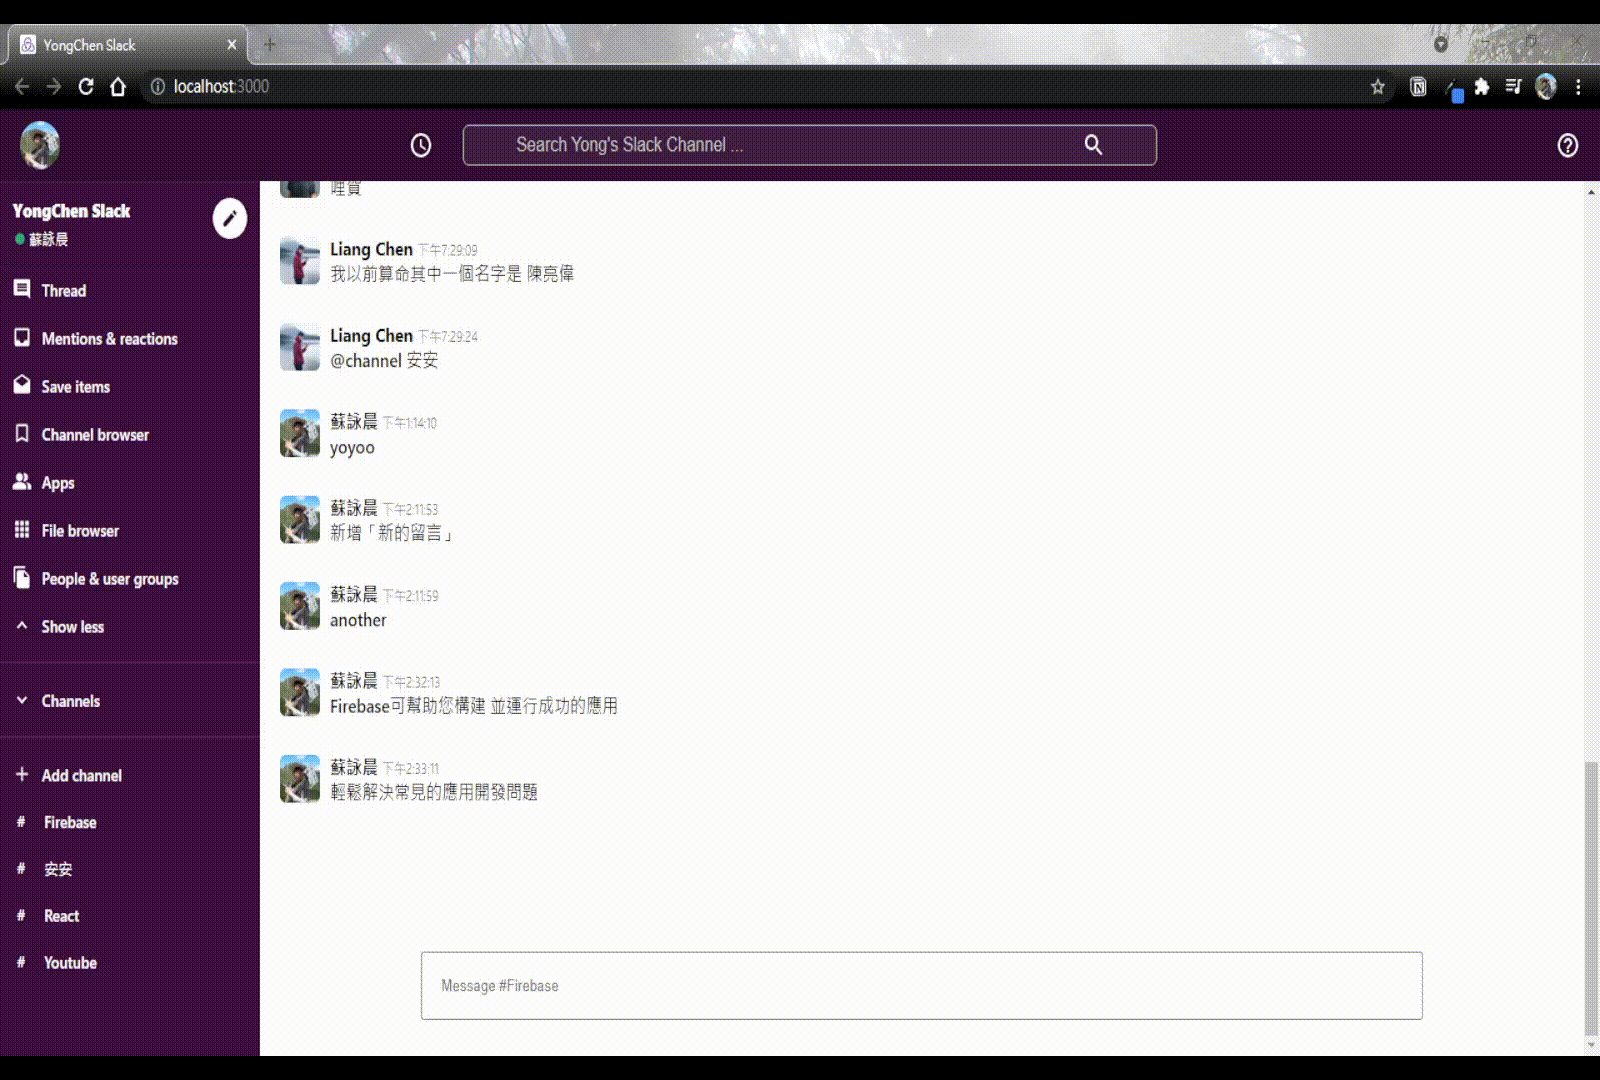 YongChen Slack
localhost:3000
Search Yong's Slack Channel ...
YongChen Slack
蘇詠晨
Thread
Mentions & reactions
Save items
Channel browser
Apps
File browser
People & user groups
Show less
Channels
Add channel
# Firebase
# 安安
# React
# Youtube
哩賀
Liang Chen 下午7:29:09
我以前算命其中一個名字是 陳亮偉
Liang Chen 下午7:29:24
@channel 安安
蘇詠晨 下午1:14:10
yoyoo
蘇詠晨 下午2:11:53
新增「新的留言」
蘇詠晨 下午2:11:59
another
蘇詠晨 下午2:32:13
Firebase可幫助您構建 並運行成功的應用
蘇詠晨 下午2:33:11
輕鬆解決常見的應用開發問題
Message #Firebase